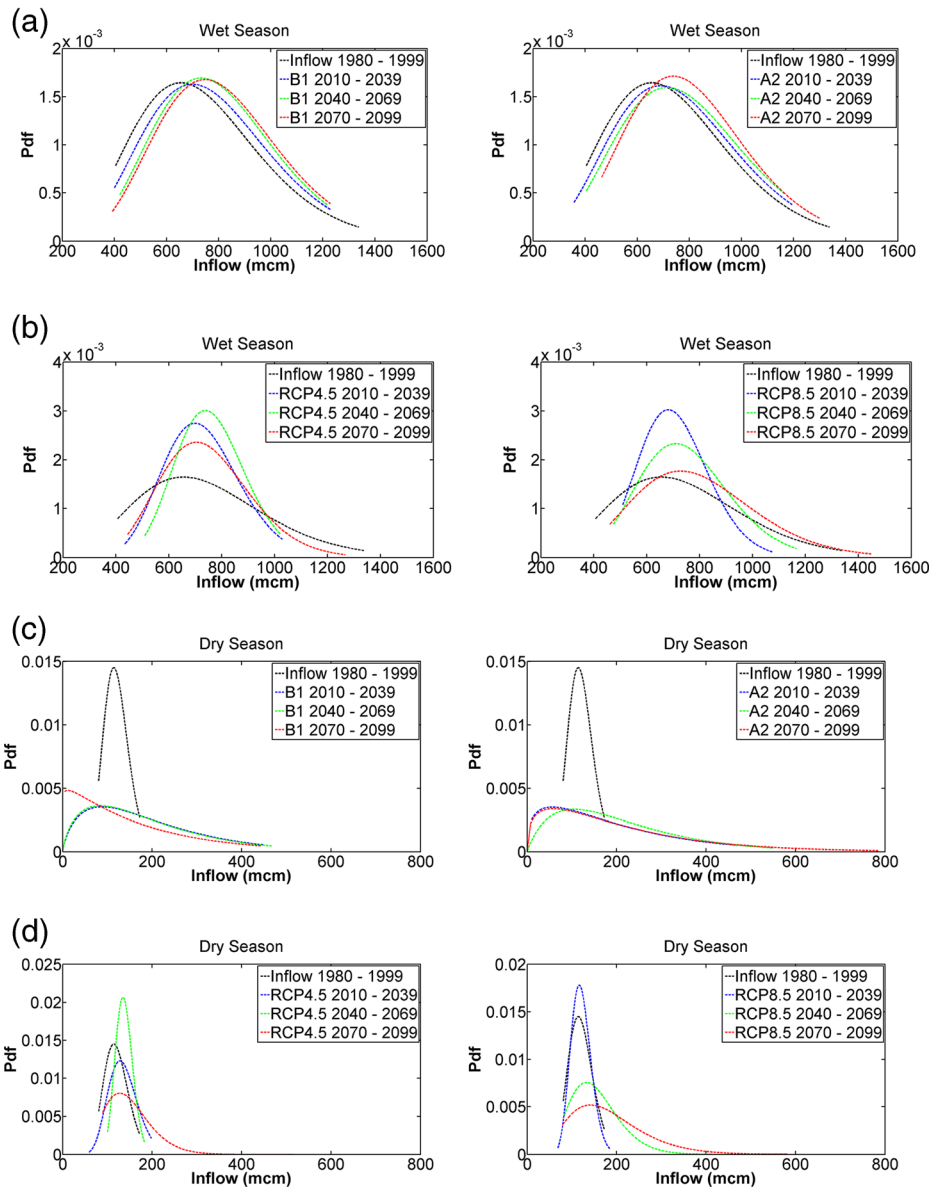 (a)
Wet Season
2 x 10-3
Inflow 1980 - 1999
B1 2010 - 2039
B1 2040 - 2069
B1 2070 - 2099
1.5
1
0.5
0
Pdf
200 400 600 800 1000 1200 1400 1600
Inflow (mcm)
Wet Season
2 x 10-3
Inflow 1980 - 1999
A2 2010 - 2039
A2 2040 - 2069
A2 2070 - 2099
1.5
1
0.5
0
Pdf
200 400 600 800 1000 1200 1400 1600
Inflow (mcm)
(b)
Wet Season
4 x 10-3
Inflow 1980 - 1999
RCP4.5 2010 - 2039
RCP4.5 2040 - 2069
RCP4.5 2070 - 2099
3
2
1
0
Pdf
200 400 600 800 1000 1200 1400 1600
Inflow (mcm)
Wet Season
4 x 10-3
Inflow 1980 - 1999
RCP8.5 2010 - 2039
RCP8.5 2040 - 2069
RCP8.5 2070 - 2099
3
2
1
0
Pdf
200 400 600 800 1000 1200 1400 1600
Inflow (mcm)
(c)
Dry Season
0.015
Inflow 1980 - 1999
B1 2010 - 2039
B1 2040 - 2069
B1 2070 - 2099
0.01
0.005
0
Pdf
0 200 400 600 800
Inflow (mcm)
Dry Season
0.015
Inflow 1980 - 1999
A2 2010 - 2039
A2 2040 - 2069
A2 2070 - 2099
0.01
0.005
0
Pdf
0 200 400 600 800
Inflow (mcm)
(d)
Dry Season
0.025
Inflow 1980 - 1999
RCP4.5 2010 - 2039
RCP4.5 2040 - 2069
RCP4.5 2070 - 2099
0.02
0.015
0.01
0.005
0
Pdf
0 200 400 600 800
Inflow (mcm)
Dry Season
0.02
Inflow 1980 - 1999
RCP8.5 2010 - 2039
RCP8.5 2040 - 2069
RCP8.5 2070 - 2099
0.015
0.01
0.005
0
Pdf
0 200 400 600 800
Inflow (mcm)